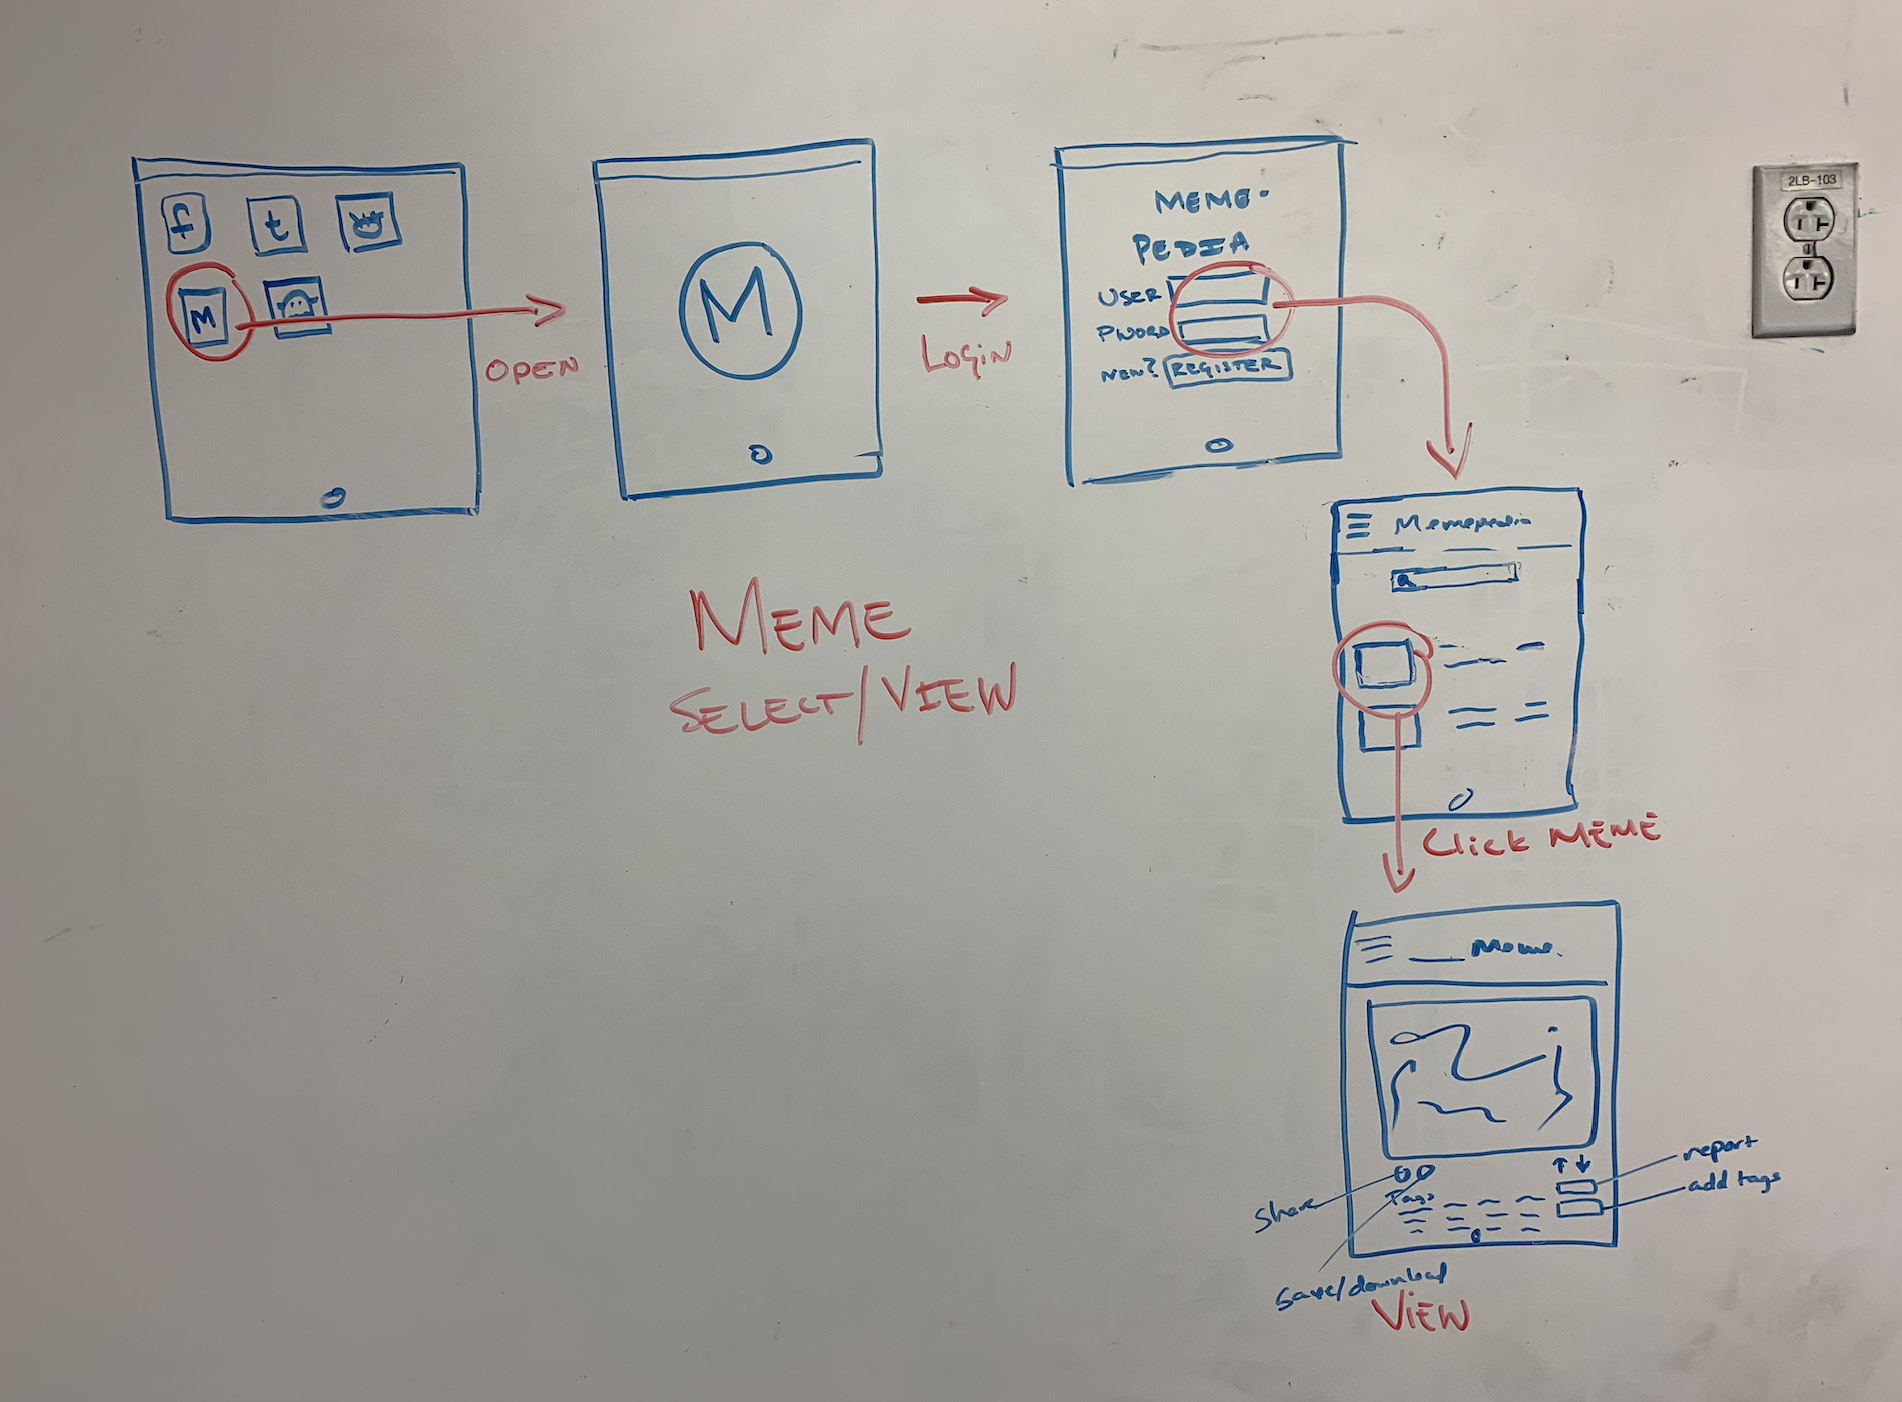 f
t
M
OPEN
M
LOGIN
MEME-
PEDIA
USER
PWORD
NEW? REGISTER
2LB-103
MEME
SELECT/VIEW
Memepedia
CLICK MEME
___ Meme
share
Tags
report
add tags
save/download
VIEW